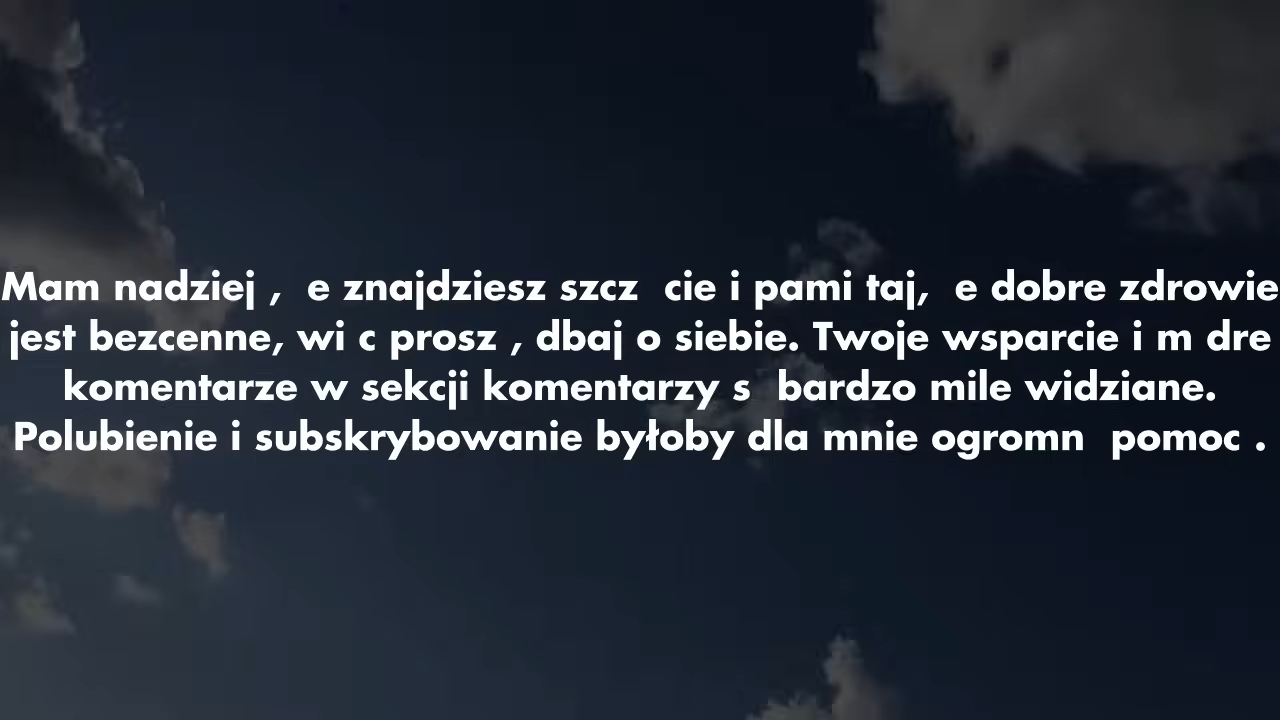 Mam nadziej ,  e znajdziesz szcz  cie i pami taj,  e dobre zdrowie
jest bezcenne, wi c prosz , dbaj o siebie. Twoje wsparcie i m dre
komentarze w sekcji komentarzy s  bardzo mile widziane.
Polubienie i subskrybowanie byłoby dla mnie ogromn  pomoc .